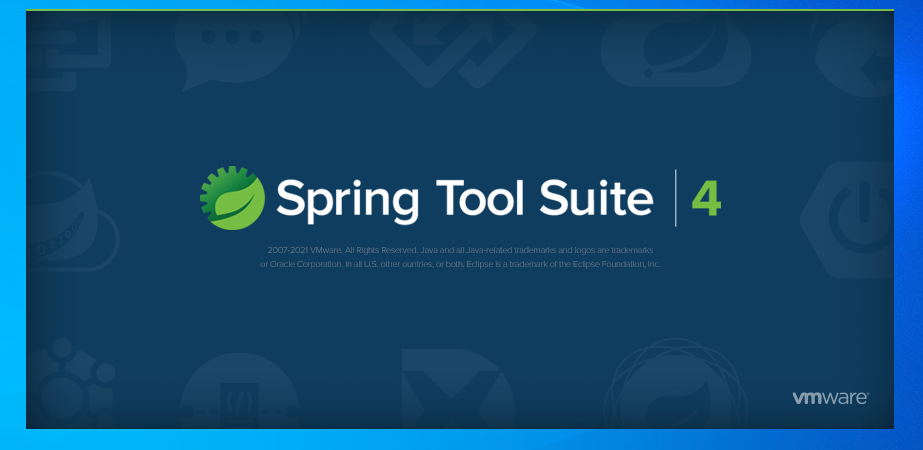 Spring Tool Suite 4
2007-2021 VMware. All Rights Reserved. Java and all Java-related trademarks and logos are trademarks
or Oracle Corporation. In all U.S. other ountries, or both. Eclipse is a trademark of the Eclipse Foundation, Inc.
vmware